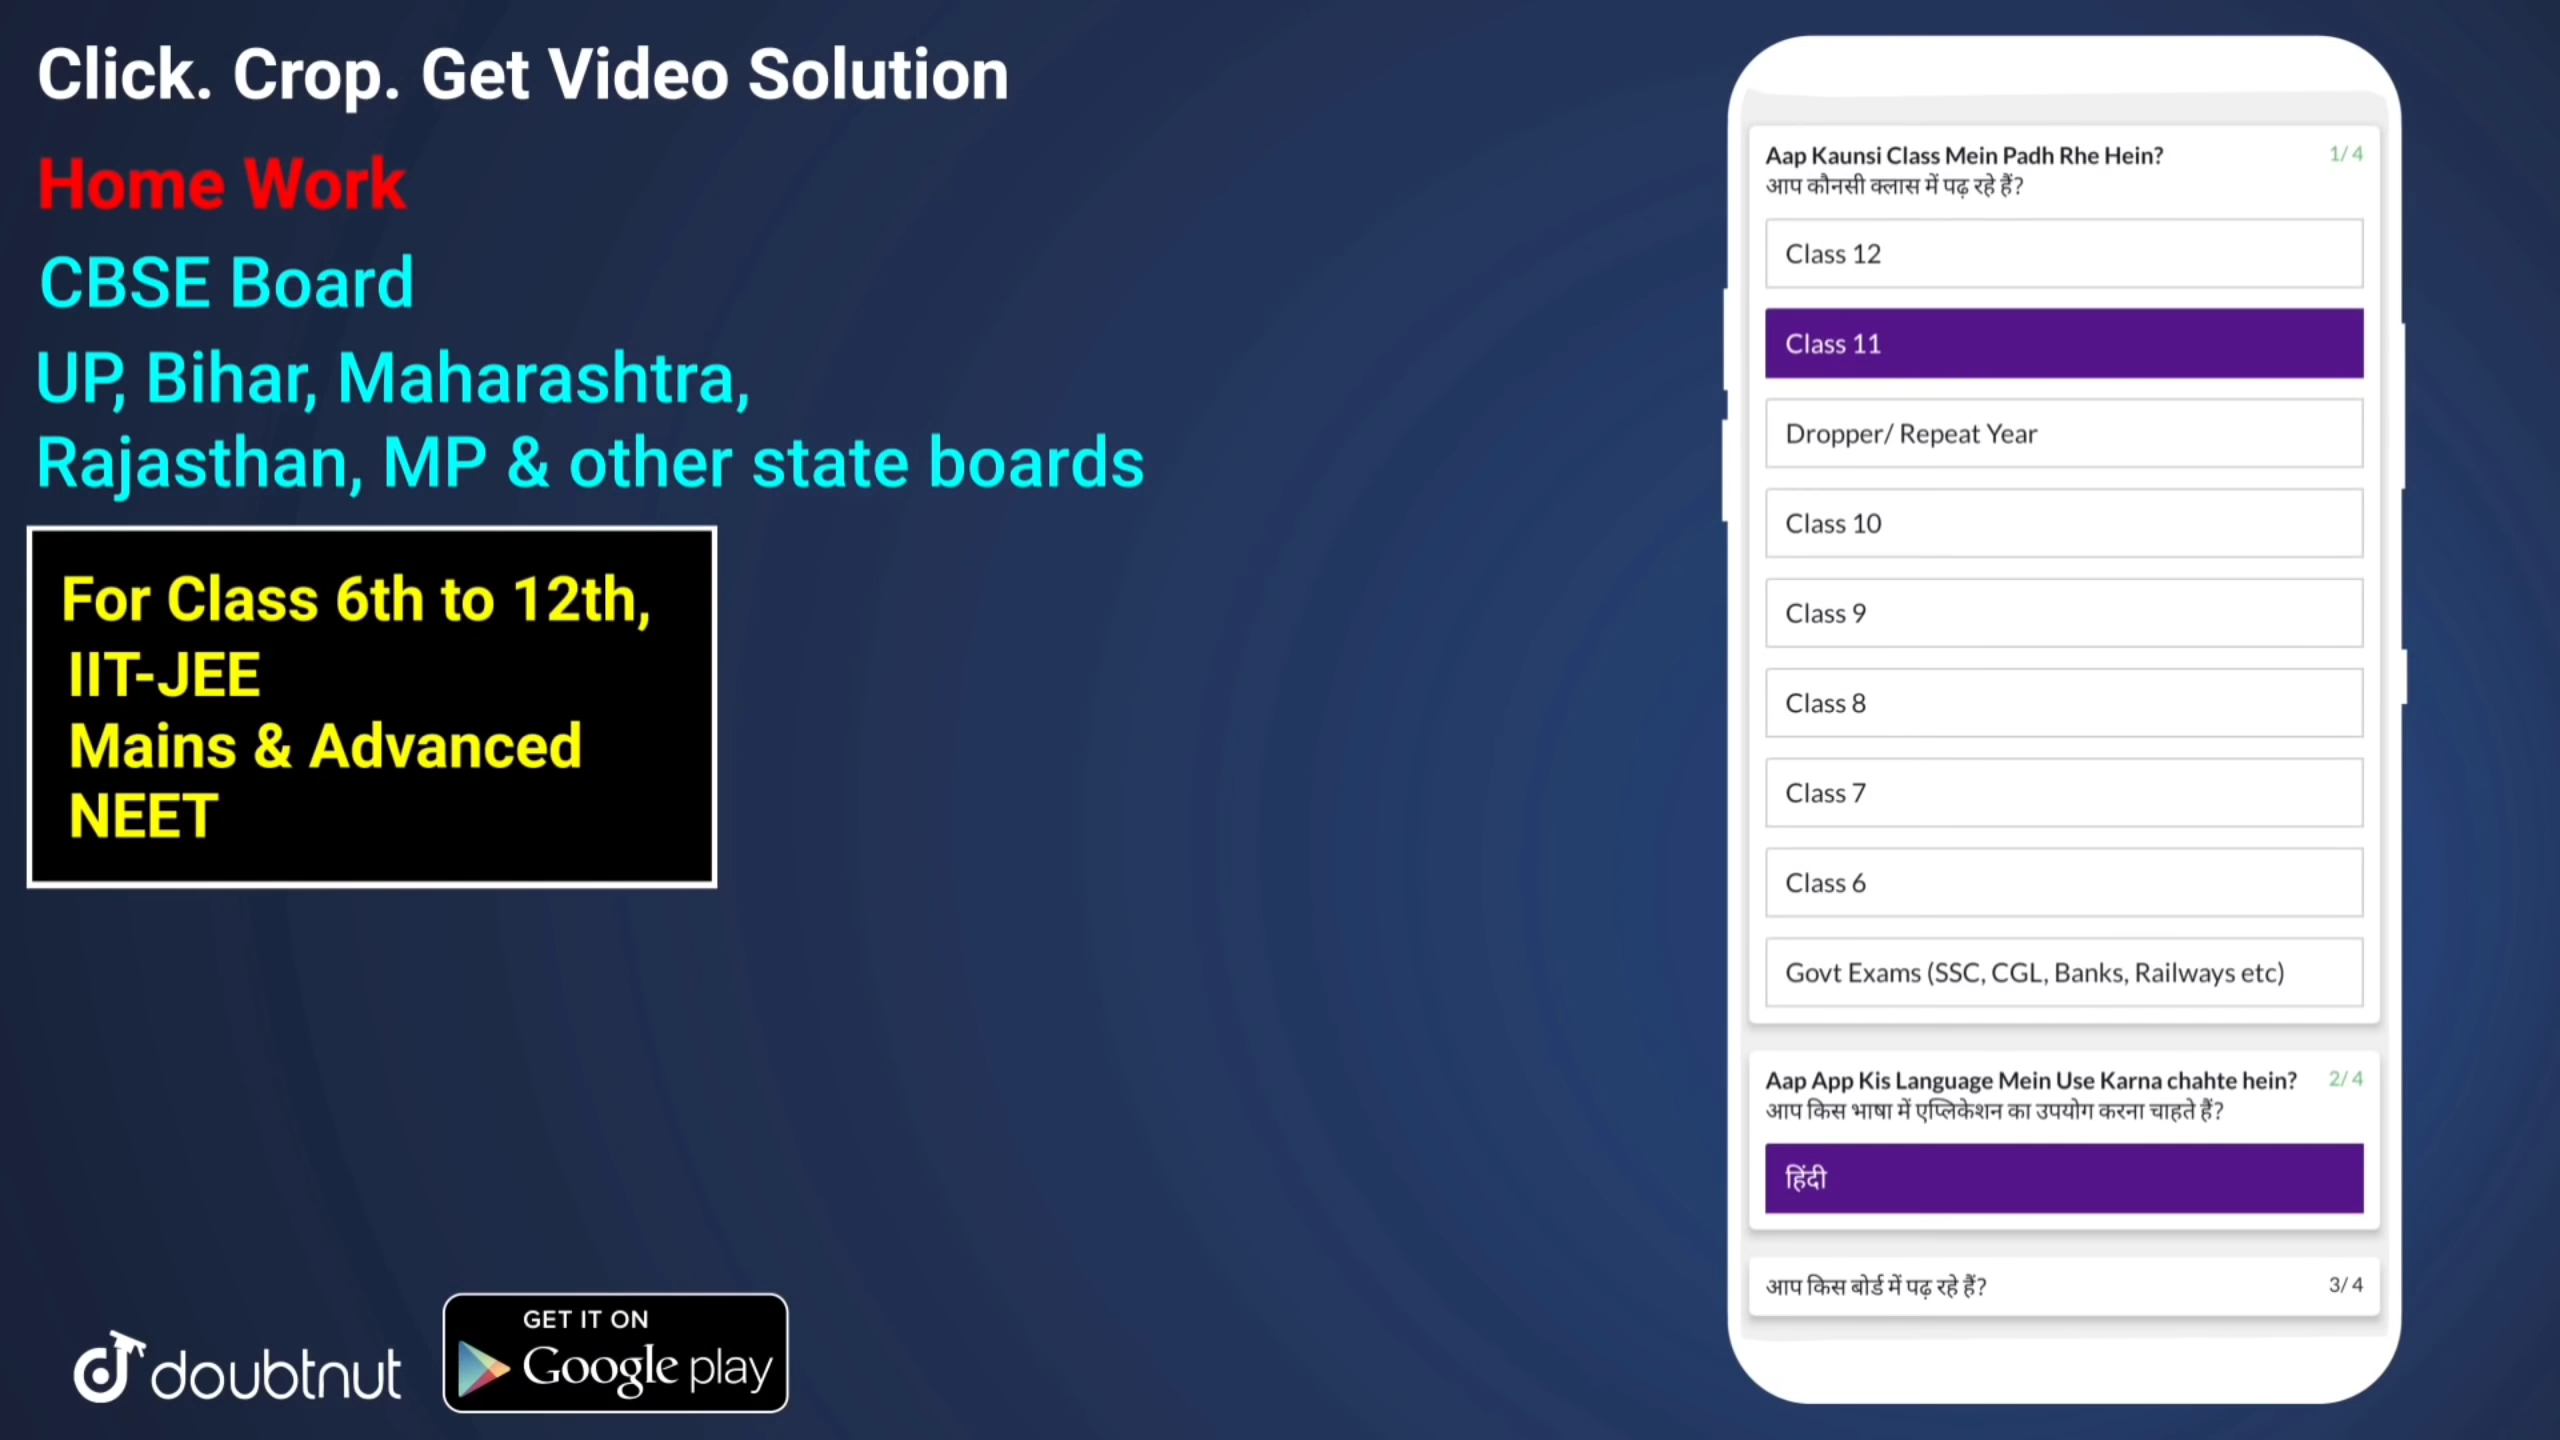 Click. Crop. Get Video Solution
Home Work
CBSE Board
UP, Bihar, Maharashtra,
Rajasthan, MP & other state boards
For Class 6th to 12th,
IIT-JEE
Mains & Advanced
NEET
doubtnut
GET IT ON
Google play
Aap Kaunsi Class Mein Padh Rhe Hein? 1/4
आप कौनसी क्लास में पढ़ रहे हैं?
Class 12
Class 11
Dropper/ Repeat Year
Class 10
Class 9
Class 8
Class 7
Class 6
Govt Exams (SSC, CGL, Banks, Railways etc)
Aap App Kis Language Mein Use Karna chahte hein? 2/4
आप किस भाषा में एप्लिकेशन का उपयोग करना चाहते हैं?
हिंदी
आप किस बोर्ड में पढ़ रहे हैं? 3/4